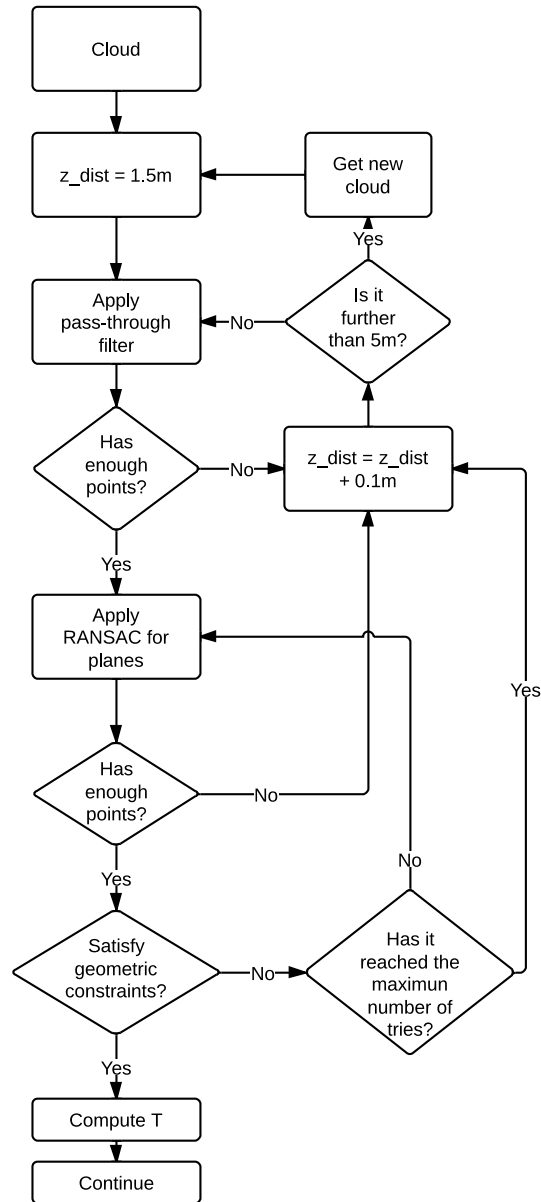 Cloud
z_dist = 1.5m
Get new
cloud
Yes
Apply
pass-through
filter
No
Is it
further
than 5m?
Has
enough
points?
No
z_dist = z_dist
+ 0.1m
Yes
Apply
RANSAC for
planes
Yes
Has
enough
points?
No
No
Yes
Satisfy
geometric
constraints?
No
Has it
reached the
maximun
number of
tries?
Yes
Compute T
Continue